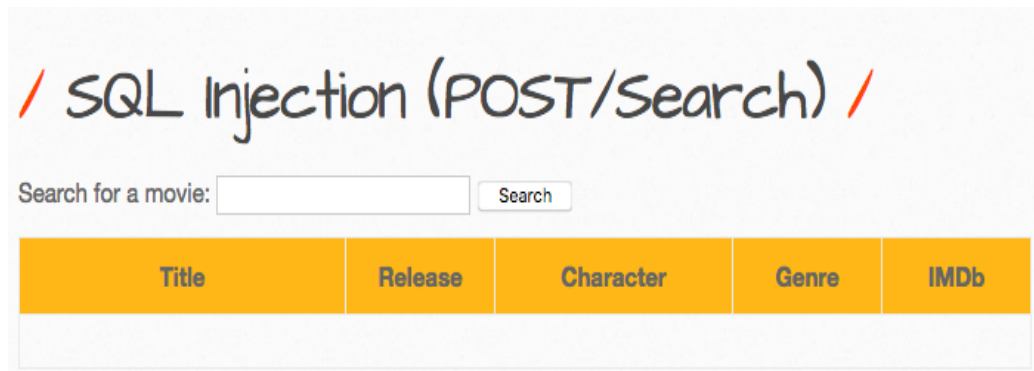 / SQL Injection (POST/Search) /
Search for a movie: Search
Title Release Character Genre IMDb